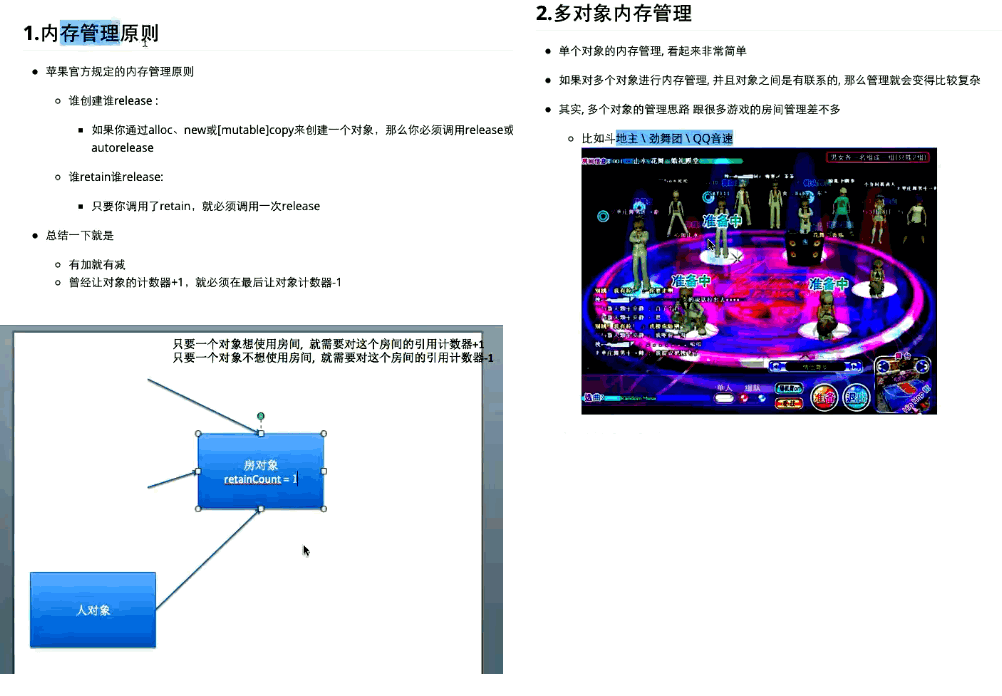 1.内存管理原则
苹果官方规定的内存管理原则
谁创建谁release :
如果你通过alloc、new或[mutable]copy来创建一个对象，那么你必须调用release或
autorelease
谁retain谁release:
只要你调用了retain，就必须调用一次release
总结一下就是
有加就有减
曾经让对象的计数器+1，就必须在最后让对象计数器-1
只要一个对象想使用房间, 就需要对这个房间的引用计数器+1
只要一个对象不想使用房间, 就需要对这个房间的引用计数器-1
房对象
retainCount = 1
人对象
2.多对象内存管理
单个对象的内存管理, 看起来非常简单
如果对多个对象进行内存管理, 并且对象之间是有联系的, 那么管理就会变得比较复杂
其实, 多个对象的管理思路 跟很多游戏的房间管理差不多
比如斗地主 \ 劲舞团 \ QQ音速
准备中
准备中
准备中
单人